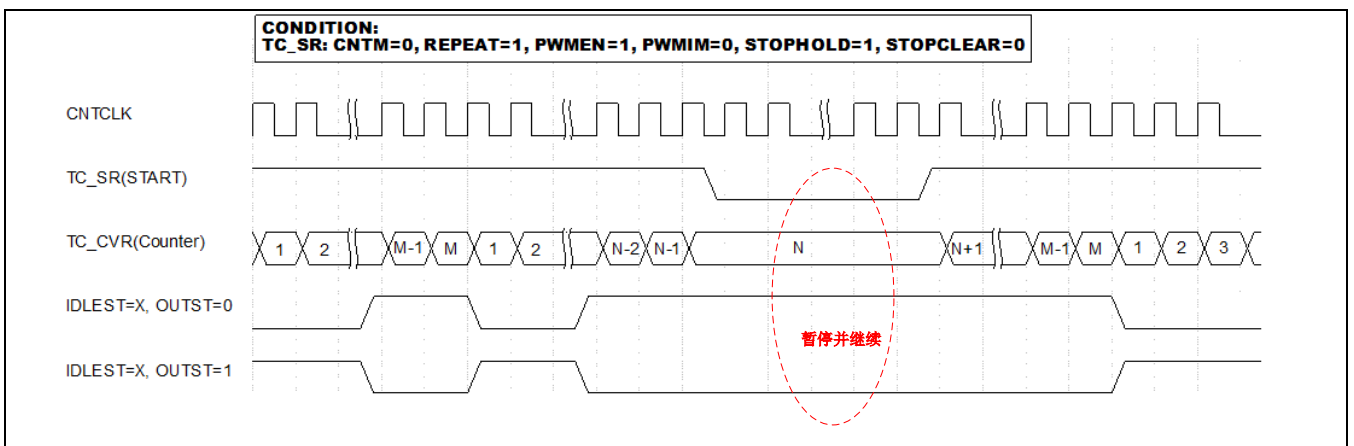 CONDITION:
TC_SR: CNTM=0, REPEAT=1, PWMEN=1, PWMIM=0, STOPHOLD=1, STOPCLEAR=0
CNTCLK
TC_SR(START)
TC_CVR(Counter) 1 2 M-1 M 1 2 N-2 N-1 N N+1 M-1 M 1 2 3
IDLEST=X, OUTST=0
暂停并继续
IDLEST=X, OUTST=1